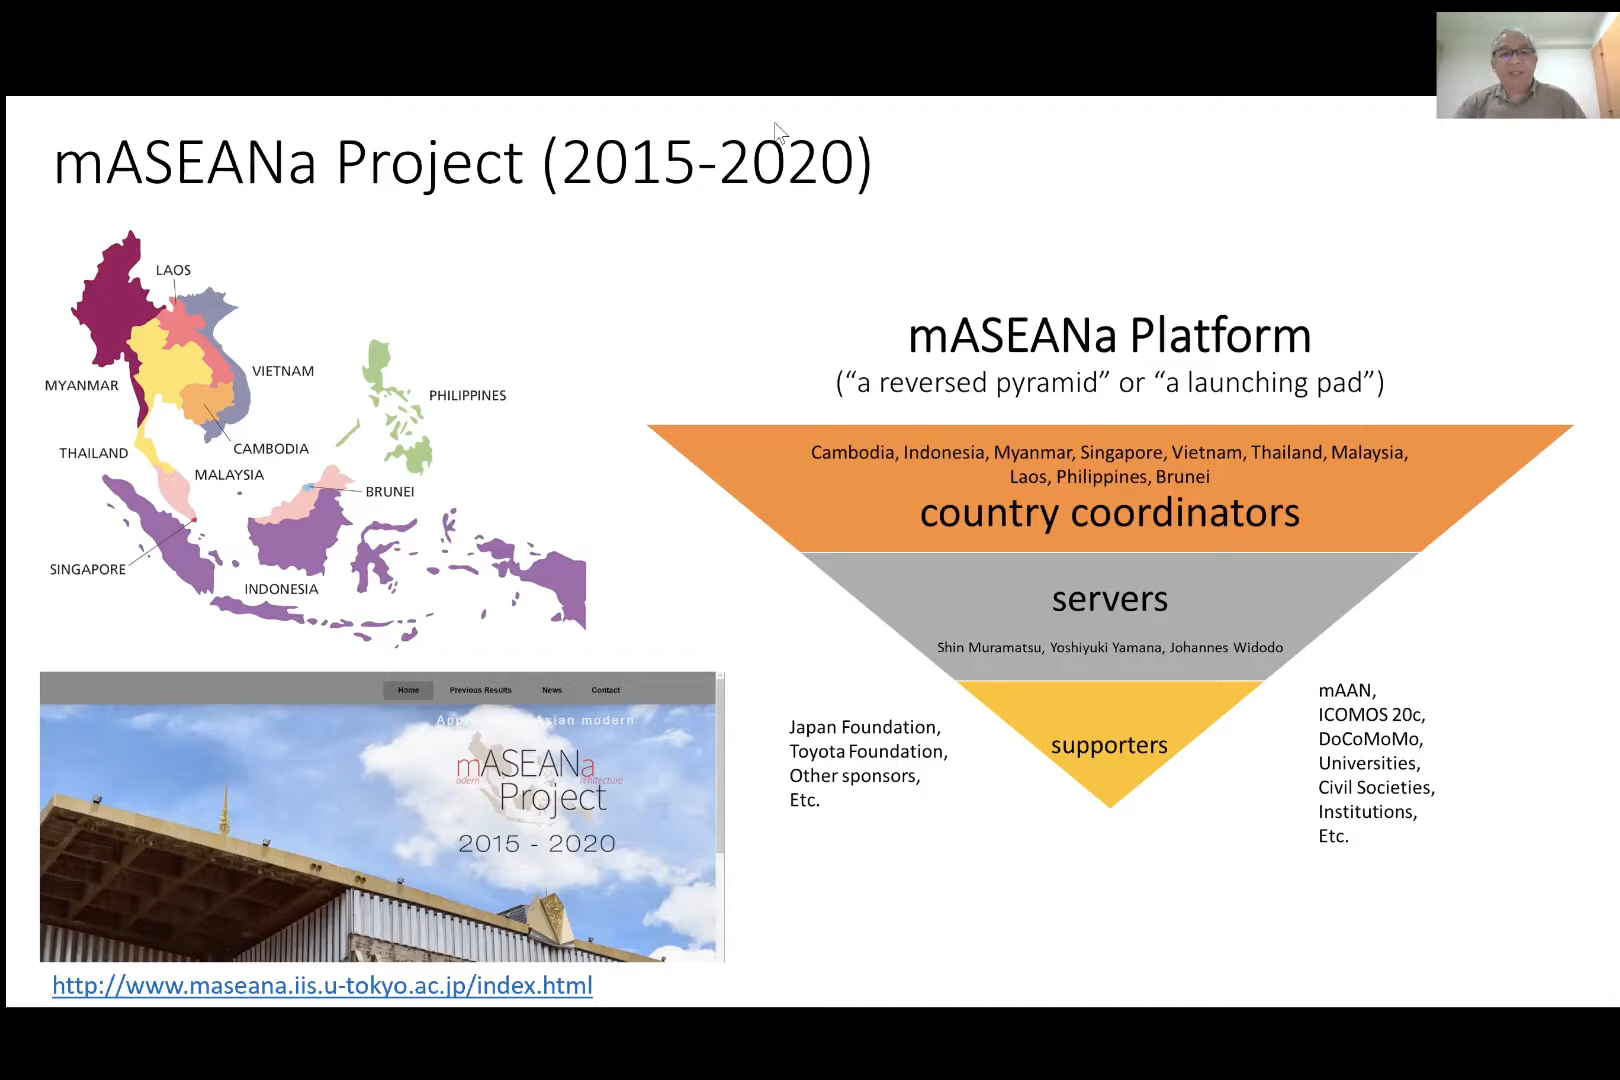 mASEANa Project (2015-2020)
LAOS
VIETNAM
MYANMAR
PHILIPPINES
THAILAND
CAMBODIA
MALAYSIA
BRUNEI
SINGAPORE
INDONESIA
mASEANa Platform
(“a reversed pyramid” or “a launching pad”)
Cambodia, Indonesia, Myanmar, Singapore, Vietnam, Thailand, Malaysia,
Laos, Philippines, Brunei
country coordinators
servers
Shin Muramatsu, Yoshiyuki Yamana, Johannes Widodo
supporters
Japan Foundation,
Toyota Foundation,
Other sponsors,
Etc.
mAAN,
ICOMOS 20c,
DoCoMoMo,
Universities,
Civil Societies,
Institutions,
Etc.
Home Previous Results News Contact
Asian modern
mASEANa
odern
Project
2015 - 2020
http://www.maseana.iis.u-tokyo.ac.jp/index.html